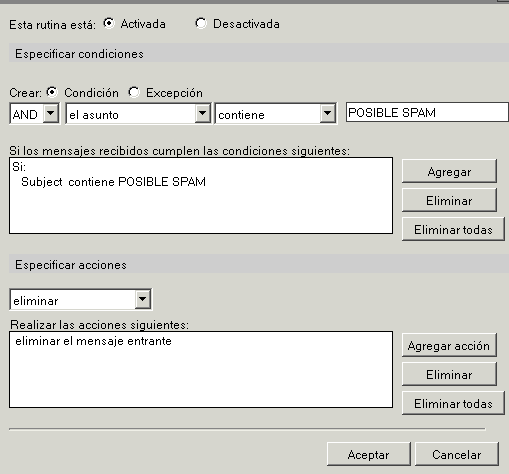 Esta rutina está: Activada Desactivada
Especificar condiciones
Crear: Condición Excepción
AND el asunto contiene POSIBLE SPAM
Si los mensajes recibidos cumplen las condiciones siguientes:
Si:
Subject contiene POSIBLE SPAM
Agregar
Eliminar
Eliminar todas
Especificar acciones
eliminar
Realizar las acciones siguientes:
eliminar el mensaje entrante
Agregar acción
Eliminar
Eliminar todas
Aceptar Cancelar